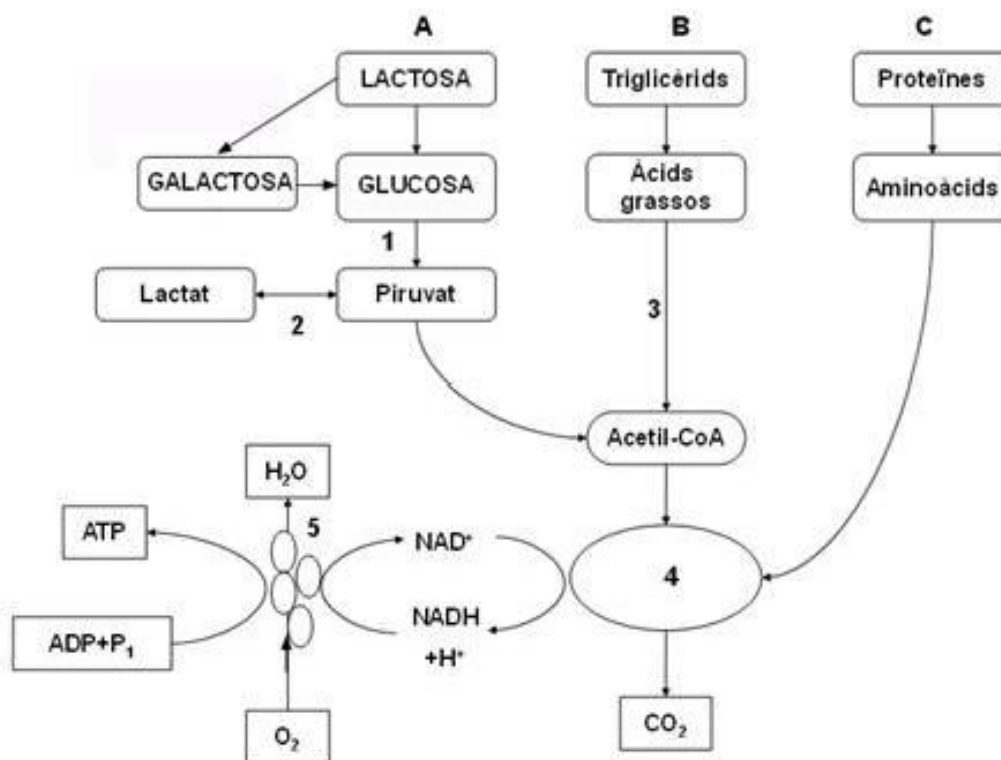 A
B
C
LACTOSA
Triglicèrids
Proteïnes
GALACTOSA
GLUCOSA
Àcids
grassos
Aminoàcids
1
Lactat
Piruvat
2
3
Acetil-CoA
H₂O
5
ATP
NAD⁺
4
NADH
+H⁺
ADP+P₁
O₂
CO₂